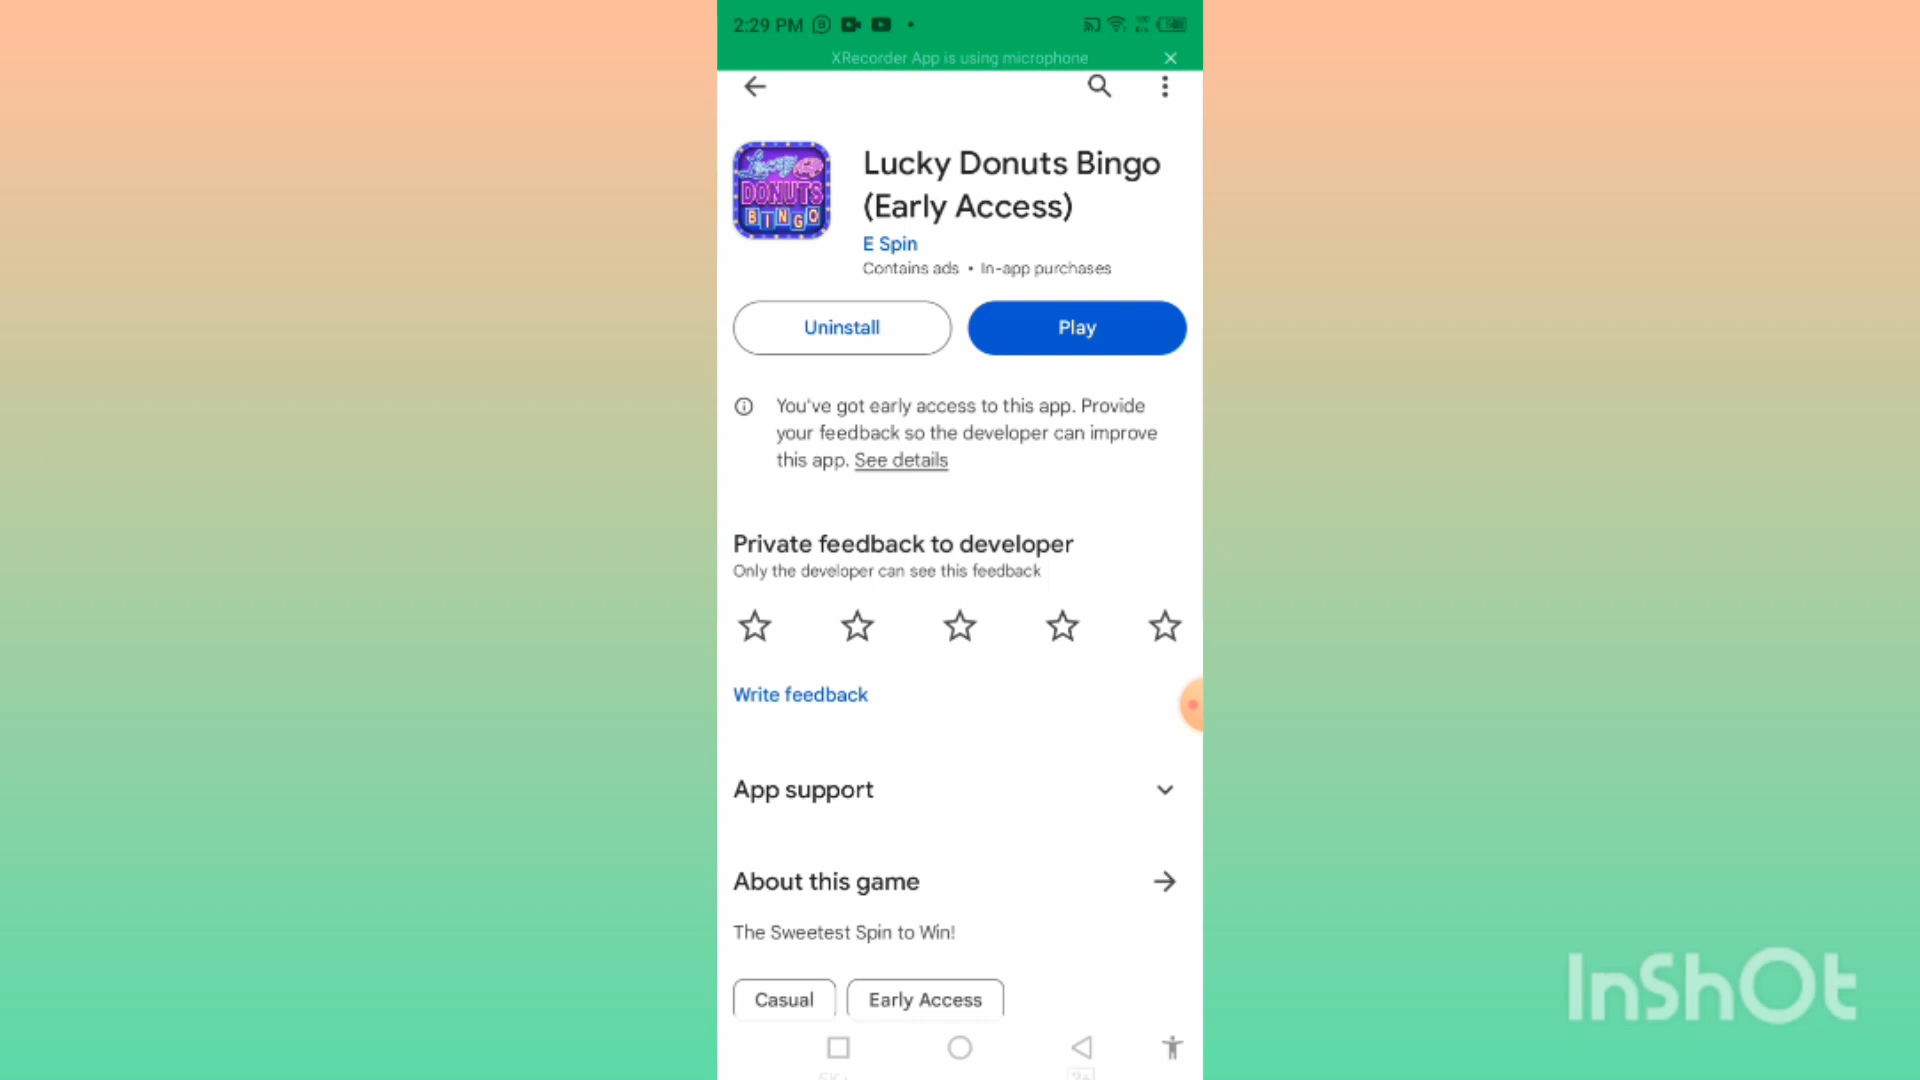 2:29 PM
XRecorder App is using microphone
Lucky Donuts Bingo
(Early Access)
Lucky
DONUTS
BINGO
E Spin
Contains ads • In-app purchases
Uninstall
Play
You've got early access to this app. Provide
your feedback so the developer can improve
this app. See details
Private feedback to developer
Only the developer can see this feedback
Write feedback
App support
About this game
The Sweetest Spin to Win!
Casual
Early Access
InShOt